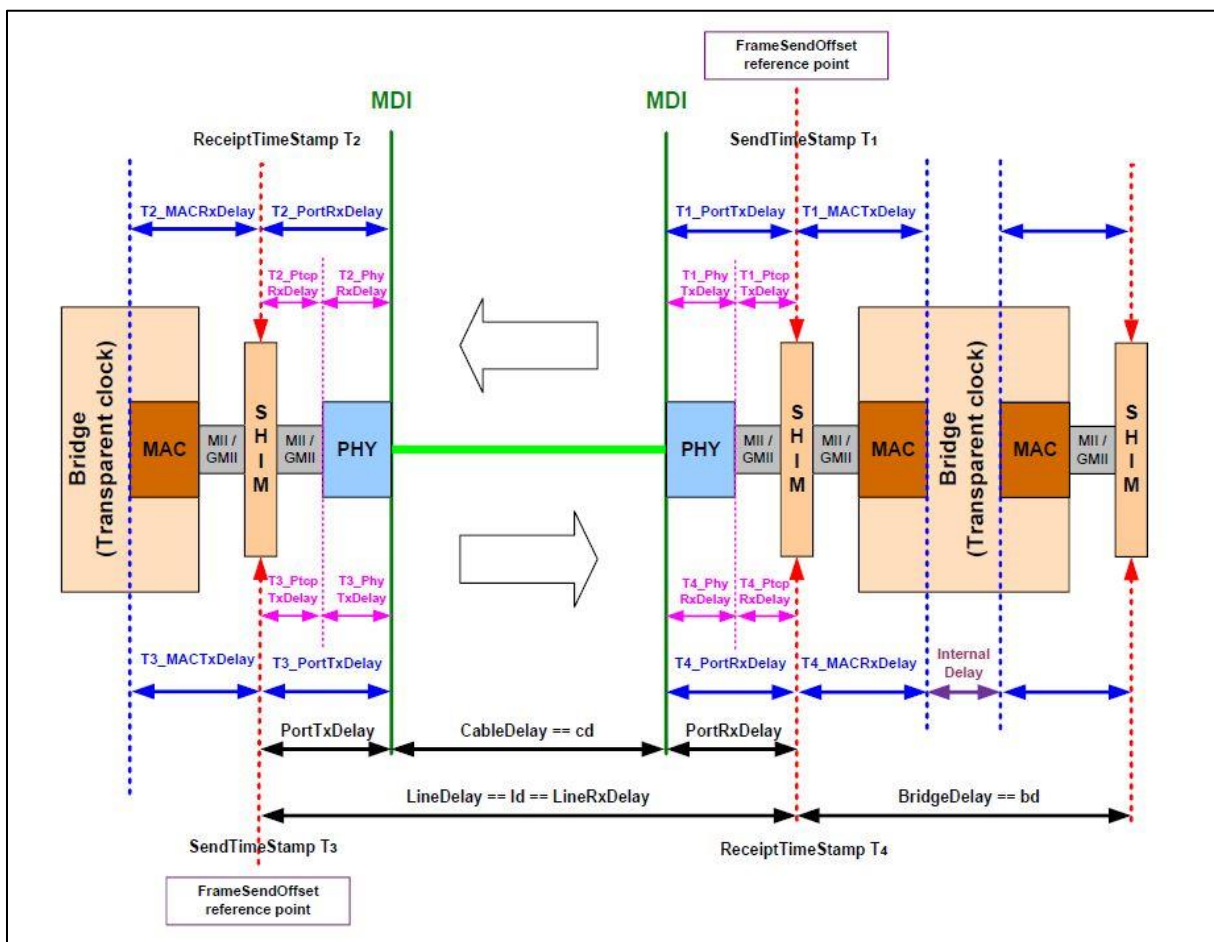 FrameSendOffset
reference point
MDI
MDI
ReceiptTimeStamp T2
SendTimeStamp T1
T2_MACRxDelay
T2_PortRxDelay
T1_PortTxDelay
T1_MACTxDelay
T2_Ptcp
RxDelay
T2_Phy
RxDelay
T1_Phy
TxDelay
T1_Ptcp
TxDelay
Bridge
(Transparent clock)
MAC
MII /
GMII
S
H
I
M
MII /
GMII
PHY
PHY
MII /
GMII
S
H
I
M
MII /
GMII
MAC
Bridge
(Transparent clock)
MAC
MII /
GMII
S
H
I
M
T3_Ptcp
TxDelay
T3_Phy
TxDelay
T4_Phy
RxDelay
T4_Ptcp
RxDelay
T3_MACTxDelay
T3_PortTxDelay
T4_PortRxDelay
T4_MACRxDelay
Internal
Delay
PortTxDelay
CableDelay == cd
PortRxDelay
LineDelay == ld == LineRxDelay
BridgeDelay == bd
SendTimeStamp T3
ReceiptTimeStamp T4
FrameSendOffset
reference point